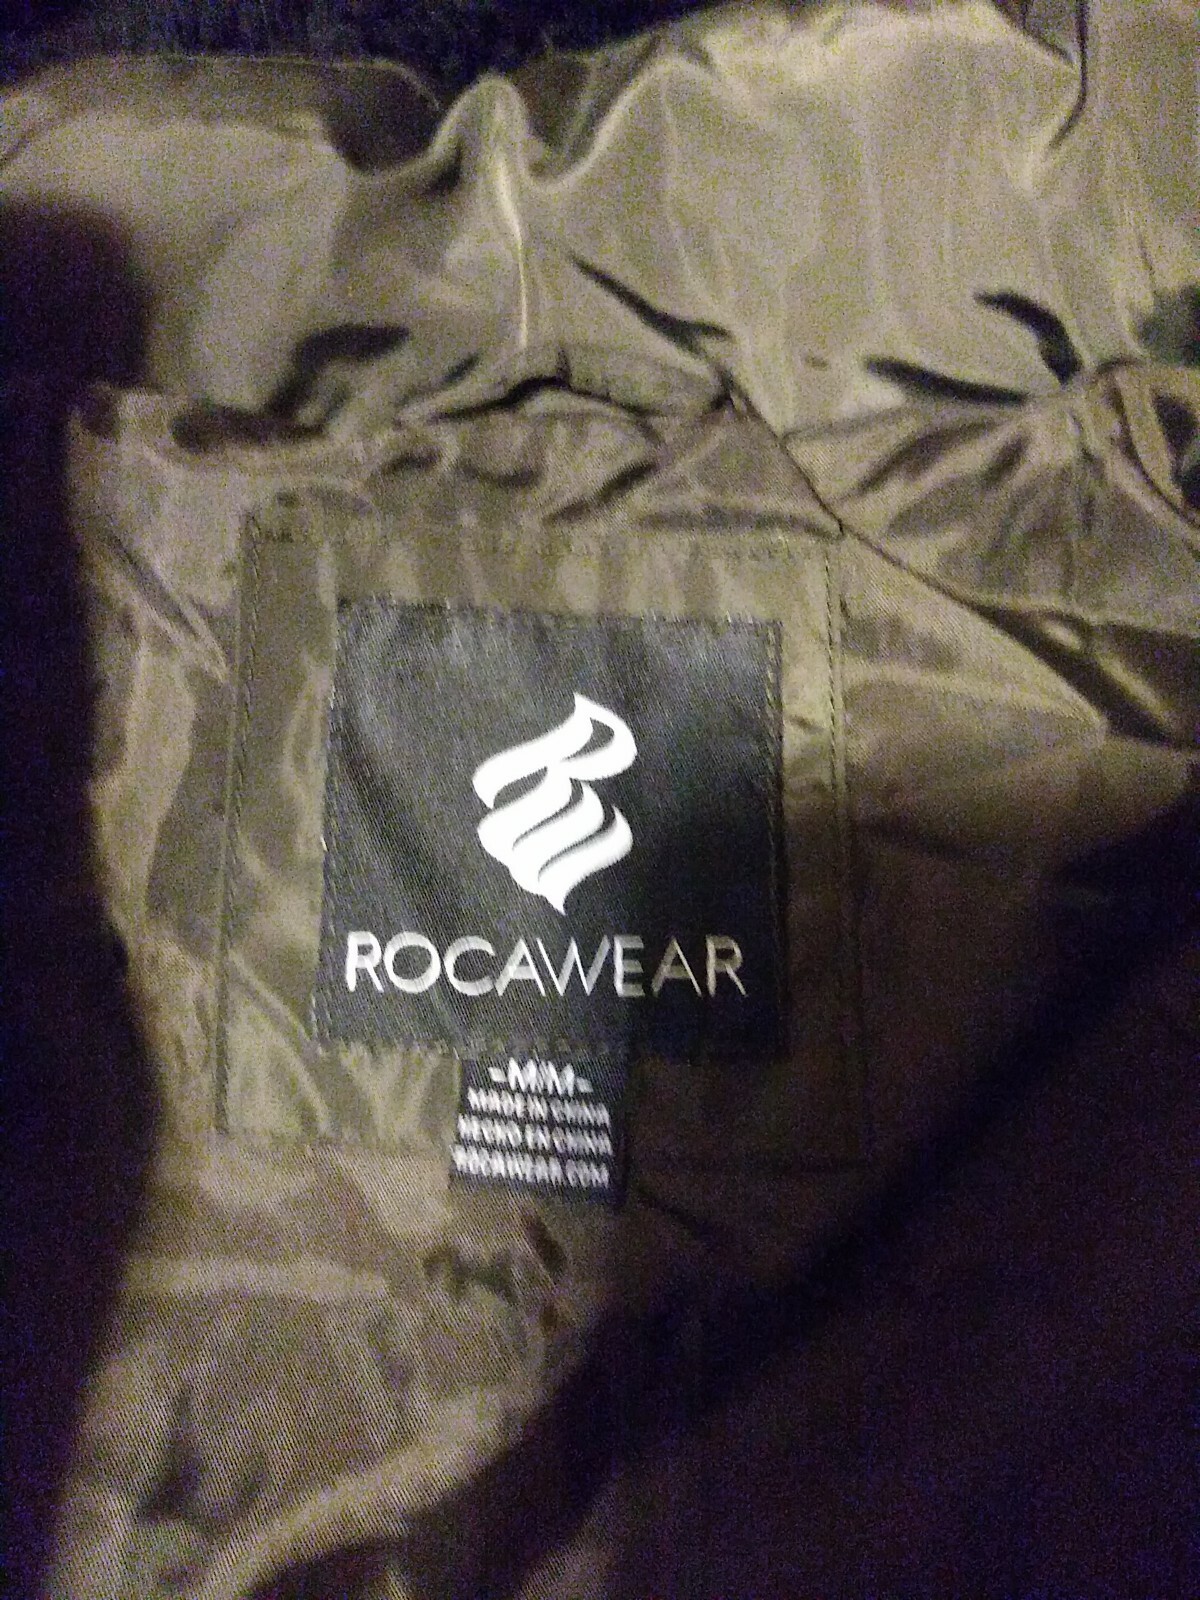 ROCAWEAR
-M/M-
MADE IN CHINA
HECHO EN CHINA
ROCAWEAR.COM